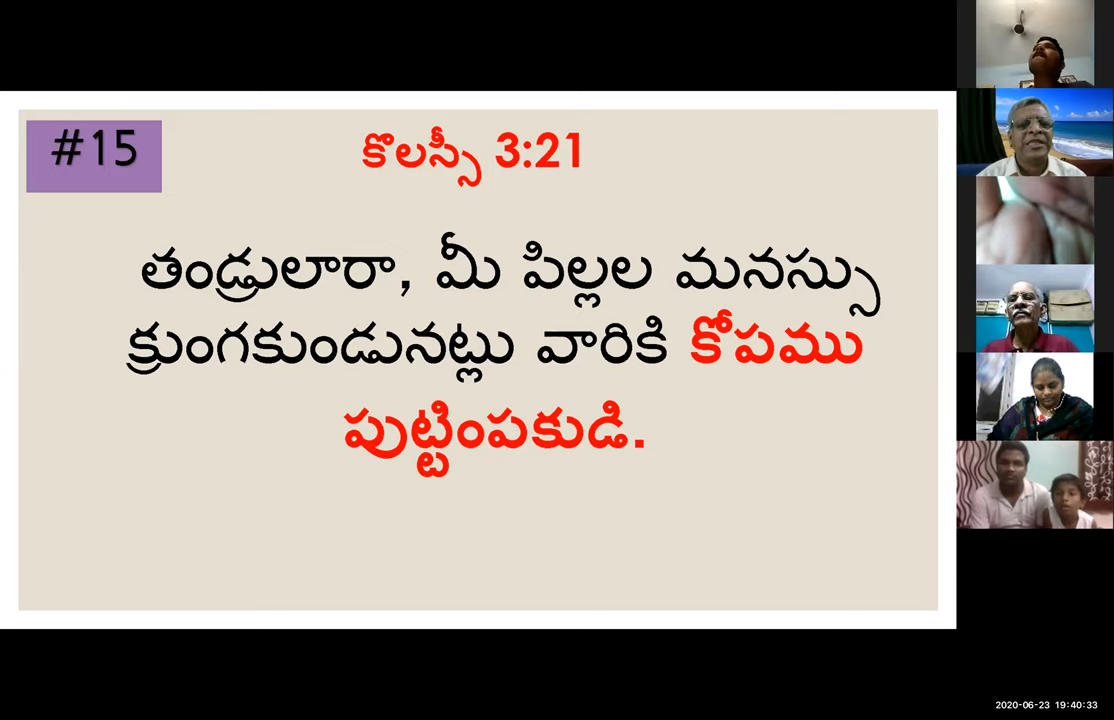 #15
కొలస్సీ 3:21
తండ్రులారా, మీ పిల్లల మనస్సు
క్రుంగకుండునట్లు వారికి కోపము
పుట్టింపకుడి.
2020-06-23 19:40:33